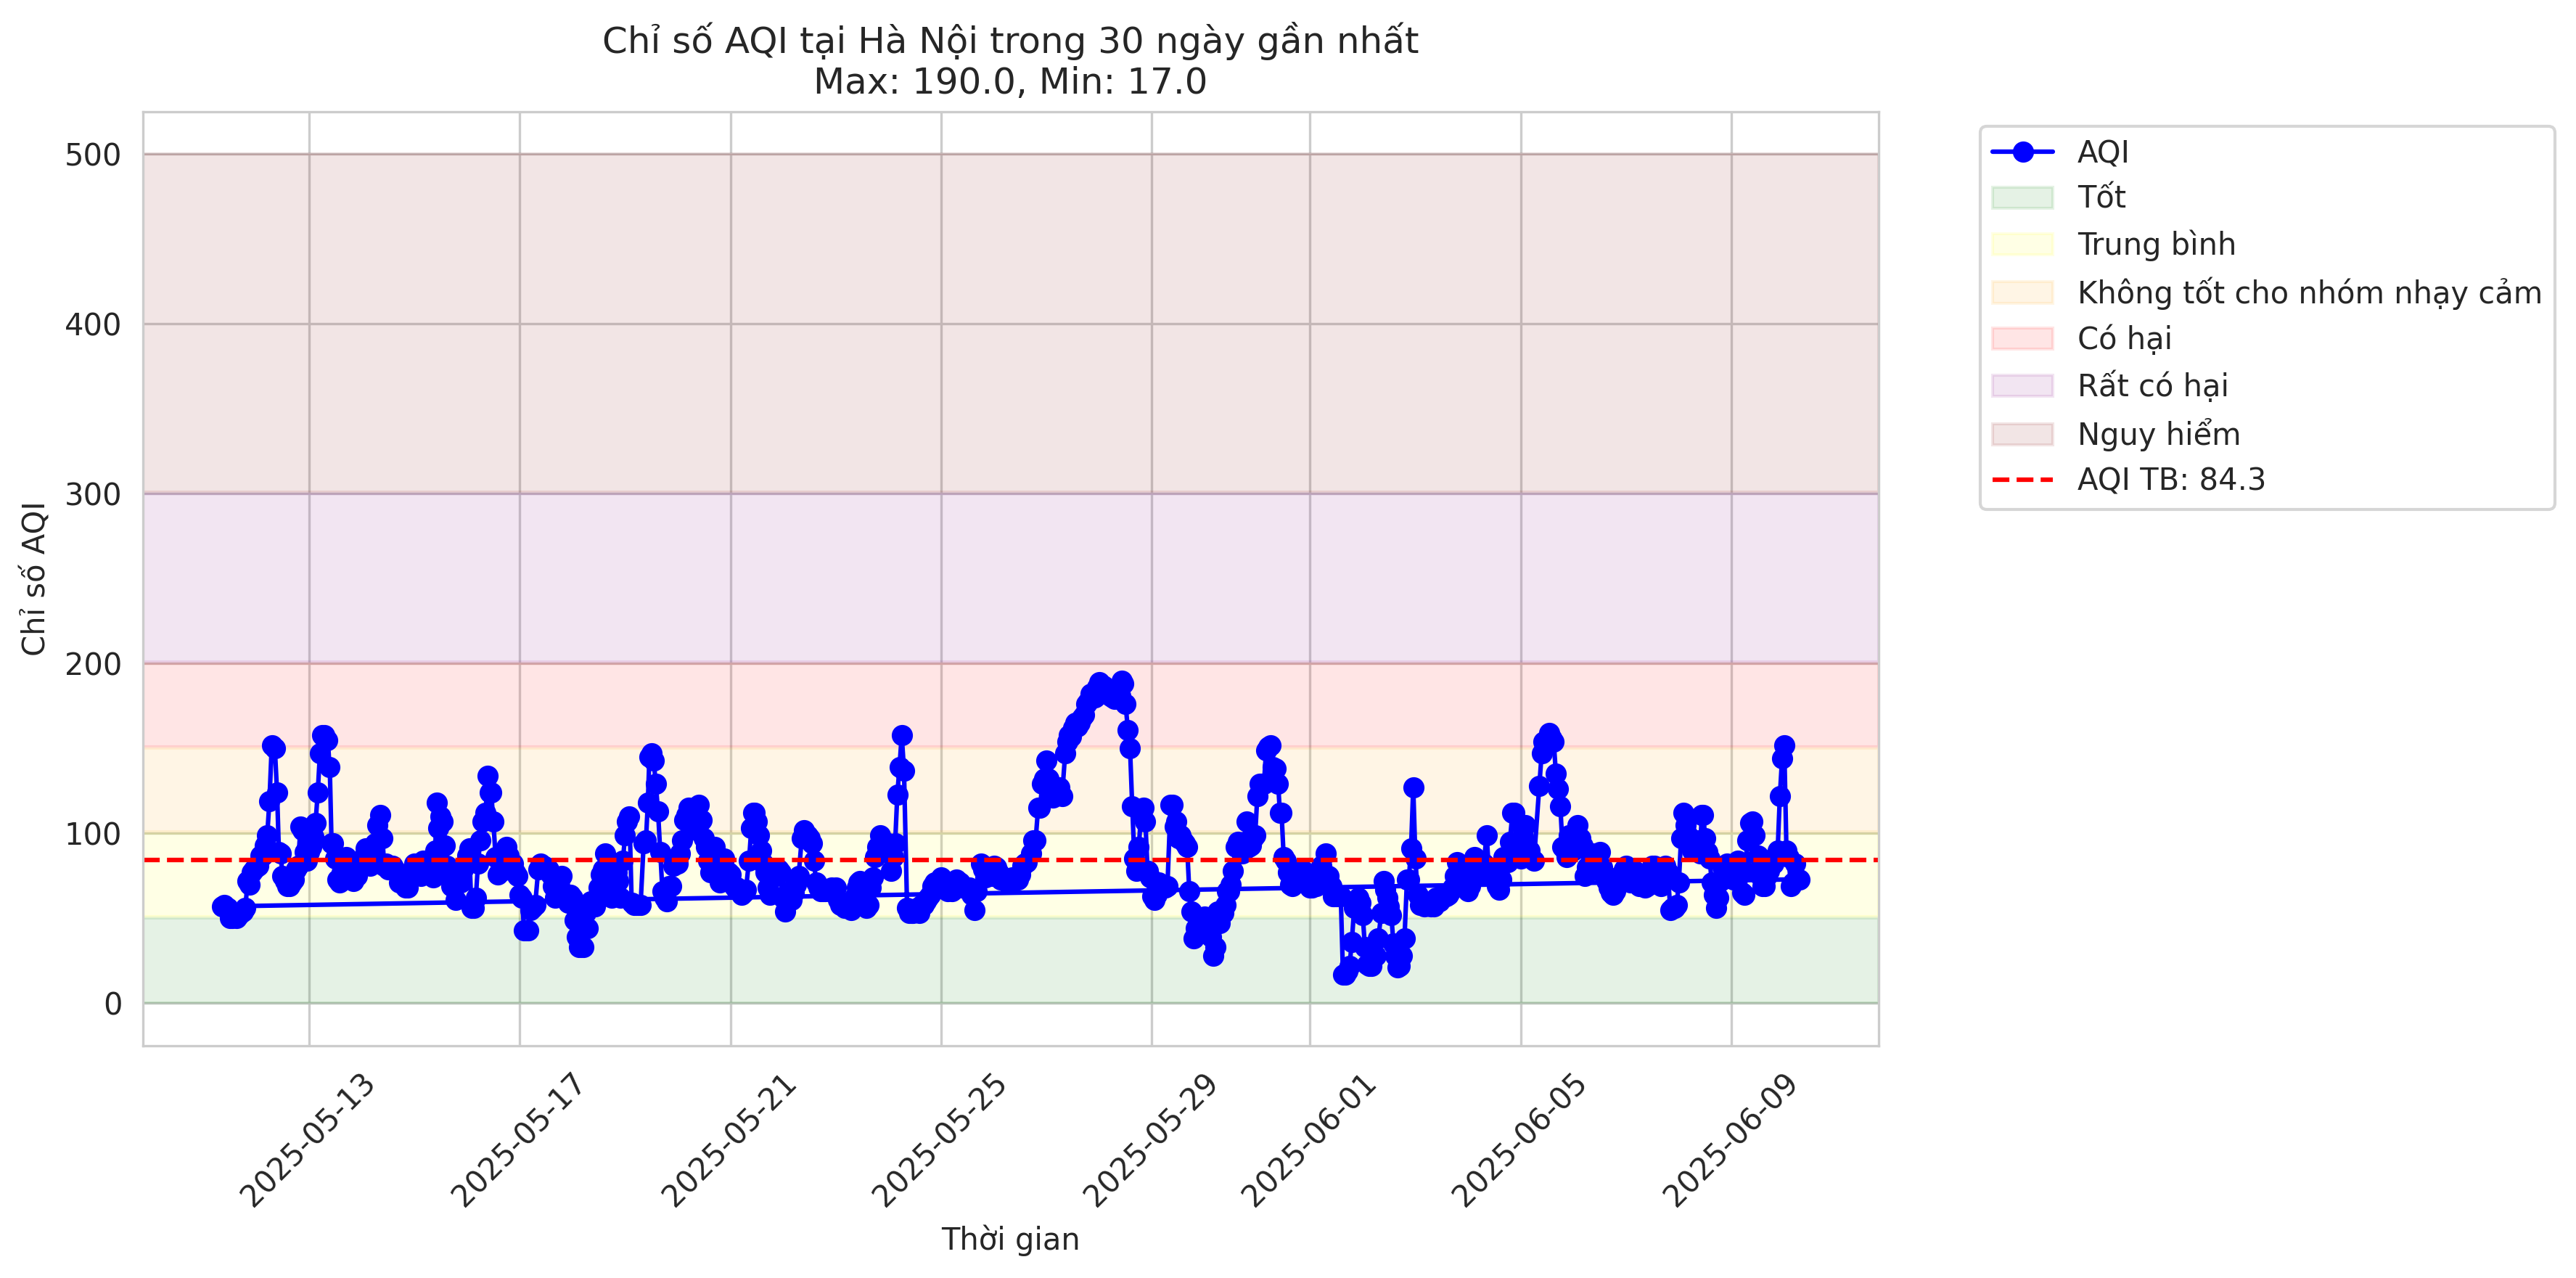 Chỉ số AQI tại Hà Nội trong 30 ngày gần nhất
Max: 190.0, Min: 17.0
Chỉ số AQI
500
400
300
200
100
0
2025-05-13
2025-05-17
2025-05-21
2025-05-25
2025-05-29
2025-06-01
2025-06-05
2025-06-09
Thời gian
AQI
Tốt
Trung bình
Không tốt cho nhóm nhạy cảm
Có hại
Rất có hại
Nguy hiểm
AQI TB: 84.3